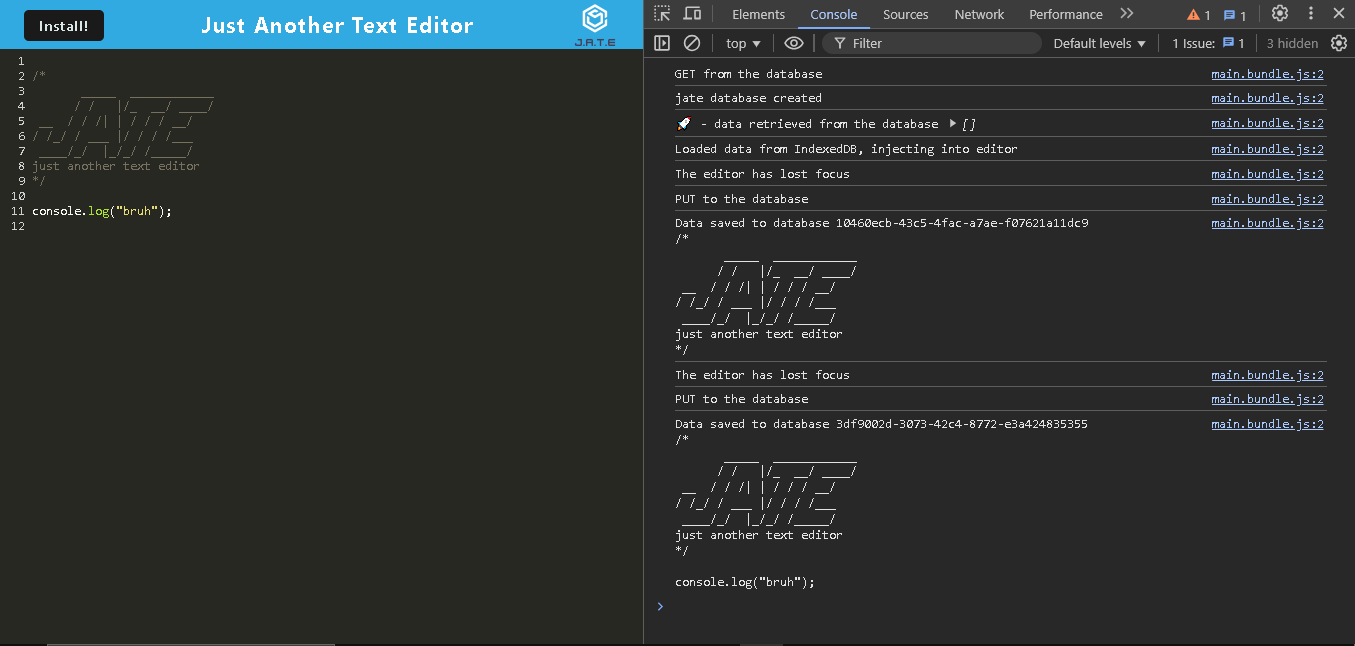 Install!
Just Another Text Editor
J.A.T.E
1
2 /*
3         _____  ____________
4        / /   |/_  __/ ____/
5   __  / / /| | / / / __/
6 / /_/ / ___ |/ / / /___
7  ____/_/  |_/_/ /_____/
8 just another text editor
9 */
10
11 console.log("bruh");
12
Elements Console Sources Network Performance 1 1
top Filter Default levels 1 Issue: 1 3 hidden
GET from the database main.bundle.js:2
jate database created main.bundle.js:2
🚀 - data retrieved from the database ▶ [] main.bundle.js:2
Loaded data from IndexedDB, injecting into editor main.bundle.js:2
The editor has lost focus main.bundle.js:2
PUT to the database main.bundle.js:2
Data saved to database 10460ecb-43c5-4fac-a7ae-f07621a11dc9 main.bundle.js:2
/*
       _____  ____________
      / /   |/_  __/ ____/
 __  / / /| | / / / __/
/ /_/ / ___ |/ / / /___
 ____/_/  |_/_/ /_____/
just another text editor
*/
The editor has lost focus main.bundle.js:2
PUT to the database main.bundle.js:2
Data saved to database 3df9002d-3073-42c4-8772-e3a424835355 main.bundle.js:2
/*
       _____  ____________
      / /   |/_  __/ ____/
 __  / / /| | / / / __/
/ /_/ / ___ |/ / / /___
 ____/_/  |_/_/ /_____/
just another text editor
*/
console.log("bruh");